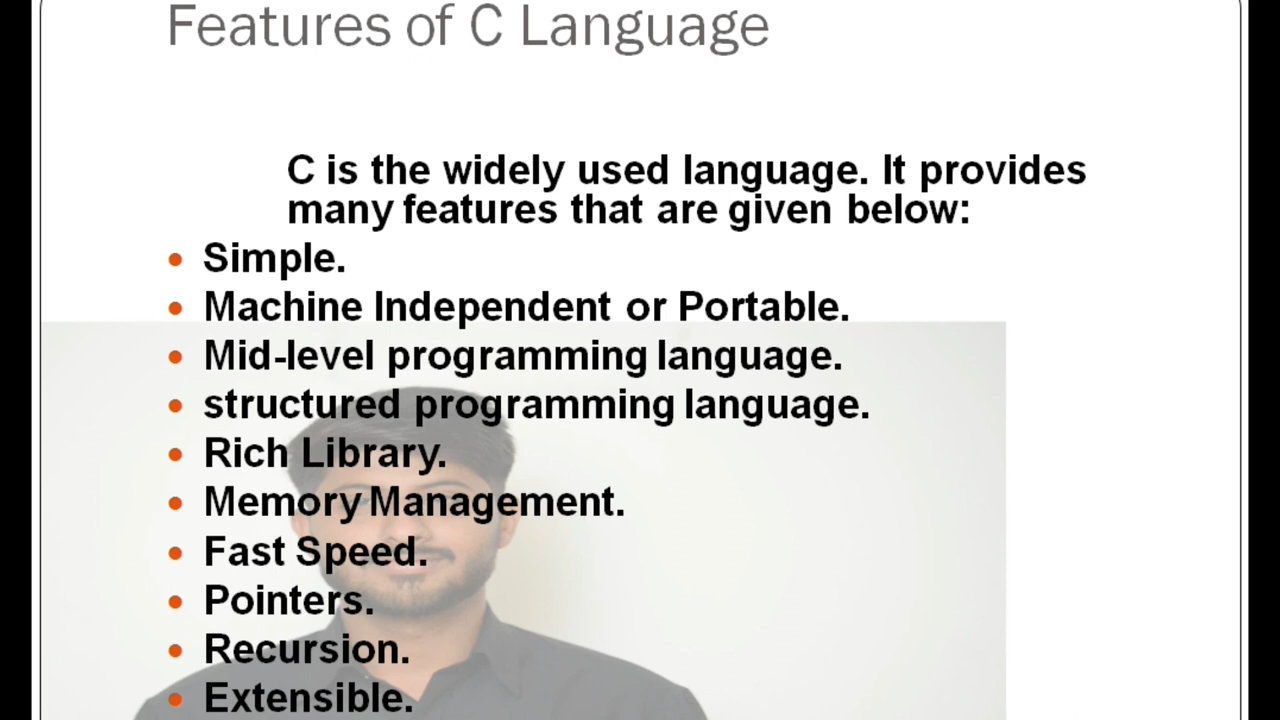 Features of C Language
C is the widely used language. It provides
many features that are given below:
• Simple.
• Machine Independent or Portable.
• Mid-level programming language.
• structured programming language.
• Rich Library.
• Memory Management.
• Fast Speed.
• Pointers.
• Recursion.
• Extensible.